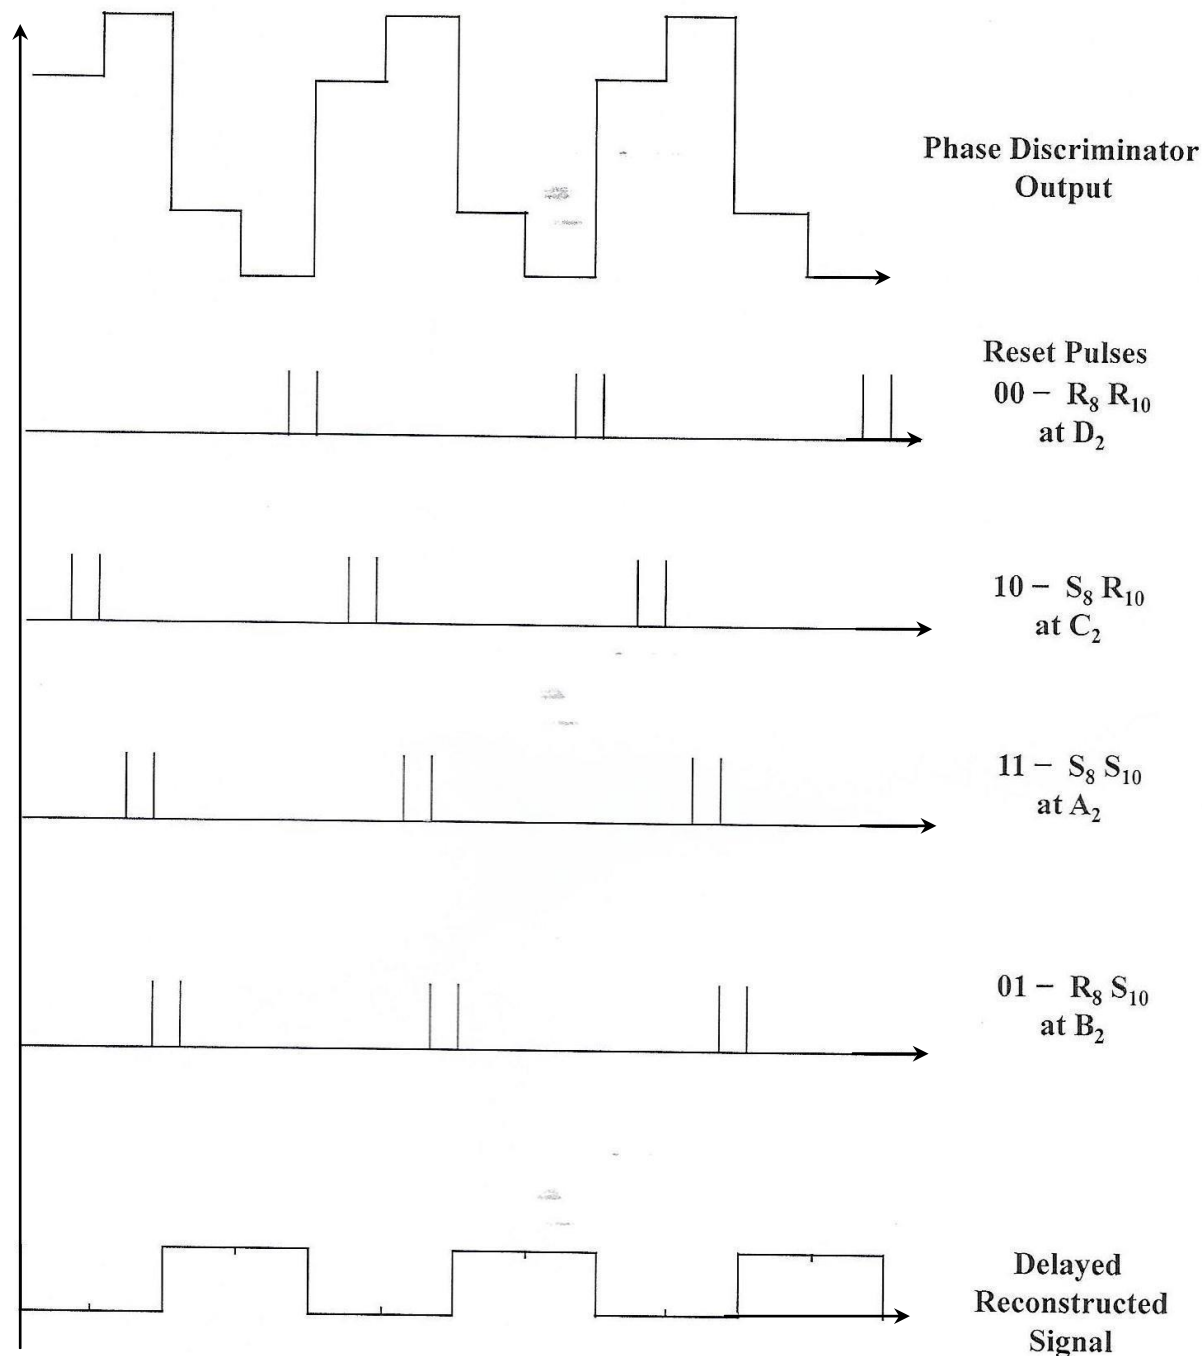 Phase Discriminator
Output
Reset Pulses
00 – R₈ R₁₀
at D₂
10 – S₈ R₁₀
at C₂
11 – S₈ S₁₀
at A₂
01 – R₈ S₁₀
at B₂
Delayed
Reconstructed
Signal